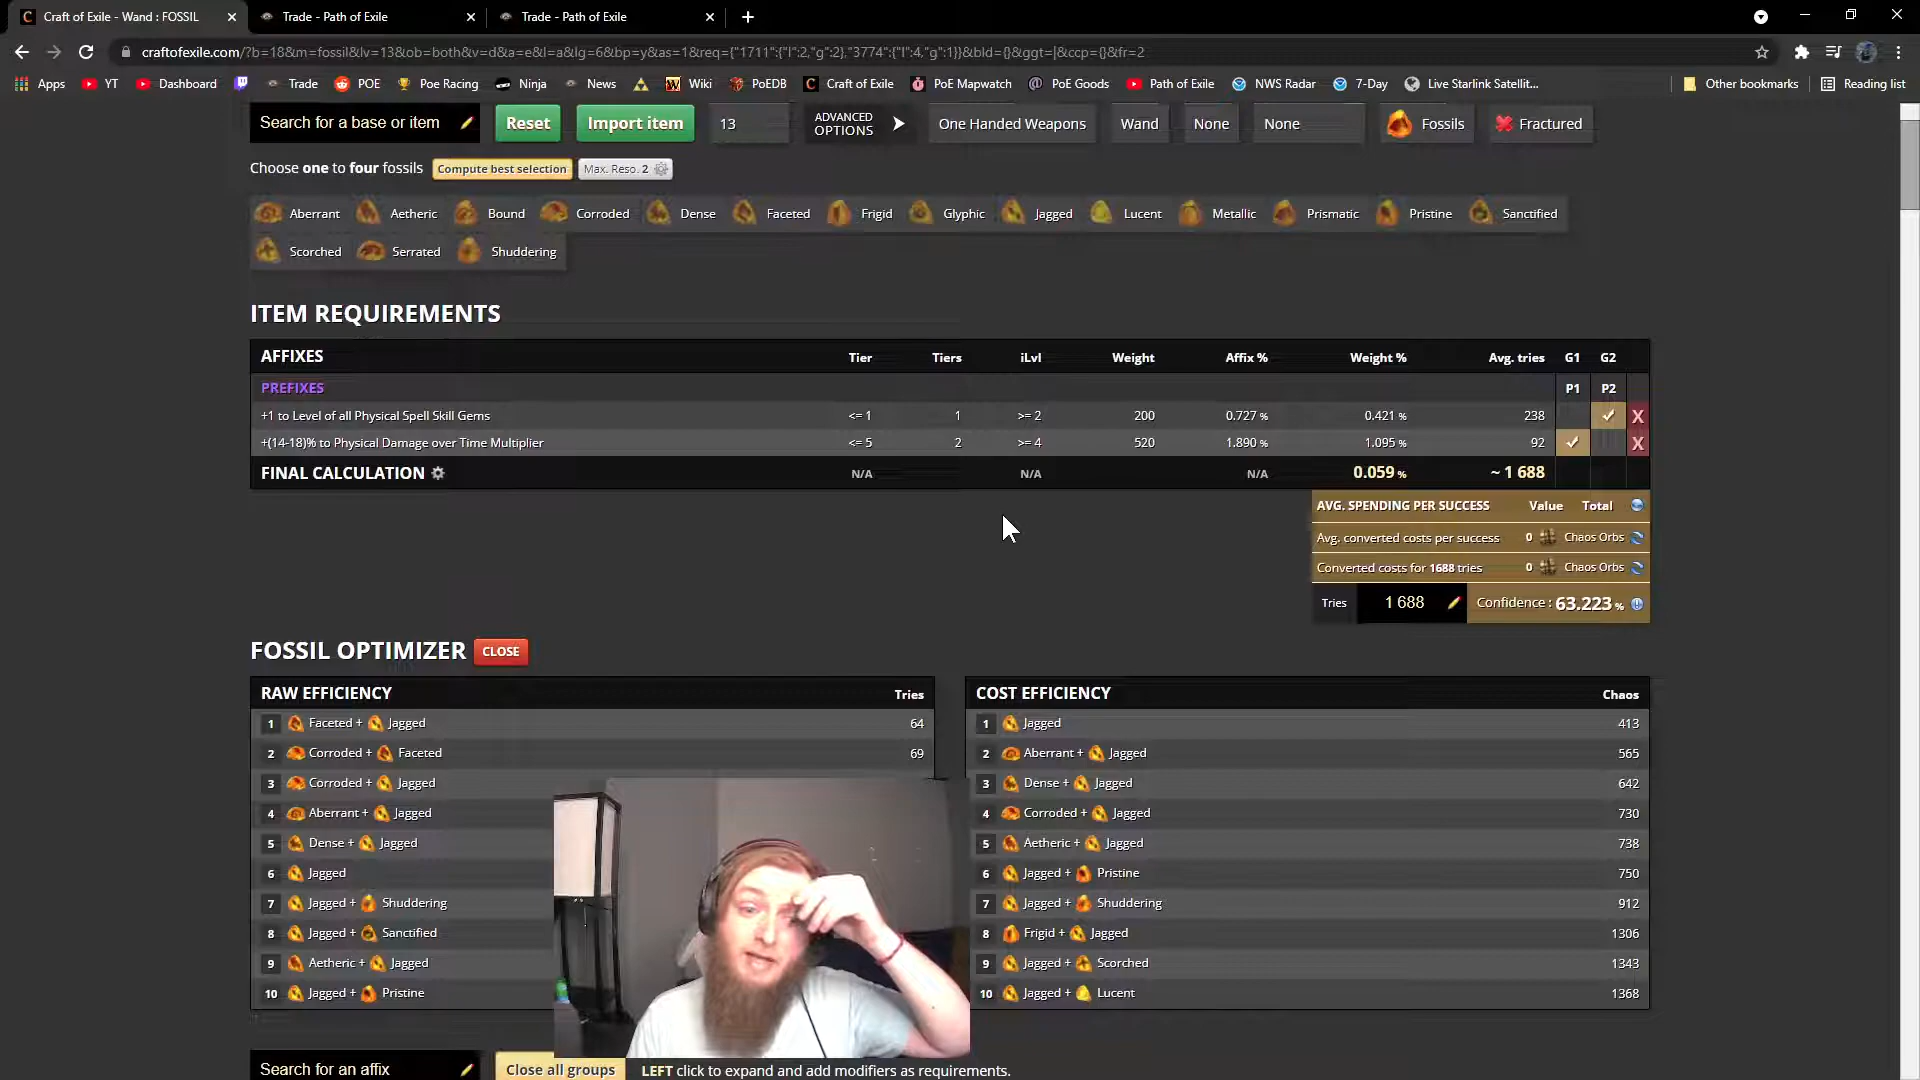 Craft of Exile - Wand : FOSSIL
Trade - Path of Exile
Trade - Path of Exile
craftofexile.com/?b=18&m=fossil&lv=13&ob=both&v=d&a=e&l=a&lg=6&bp=y&as=1&req={"1711":{"l":2,"g":2},"3774":{"l":4,"g":1}}&bld={}&ggt=|&ccp={}&fr=2
Apps YT Dashboard Trade POE Poe Racing Ninja News Wiki PoEDB Craft of Exile PoE Mapwatch PoE Goods Path of Exile NWS Radar 7-Day Live Starlink Satellit... Other bookmarks Reading list
Search for a base or item Reset Import item 13 ADVANCED OPTIONS One Handed Weapons Wand None None Fossils Fractured
Choose one to four fossils Compute best selection Max. Reso. 2
Aberrant Aetheric Bound Corroded Dense Faceted Frigid Glyphic Jagged Lucent Metallic Prismatic Pristine Sanctified
Scorched Serrated Shuddering
ITEM REQUIREMENTS
AFFIXES Tier Tiers iLvl Weight Affix % Weight % Avg. tries G1 G2
PREFIXES P1 P2
+1 to Level of all Physical Spell Skill Gems <= 1 1 >= 2 200 0.727 % 0.421 % 238 X
+(14-18)% to Physical Damage over Time Multiplier <= 5 2 >= 4 520 1.890 % 1.095 % 92 X
FINAL CALCULATION N/A N/A N/A 0.059 % ~ 1 688
AVG. SPENDING PER SUCCESS Value Total
Avg. converted costs per success 0 Chaos Orbs
Converted costs for 1688 tries 0 Chaos Orbs
Tries 1 688 Confidence : 63.223 %
FOSSIL OPTIMIZER CLOSE
RAW EFFICIENCY Tries
1 Faceted + Jagged 64
2 Corroded + Faceted 69
3 Corroded + Jagged
4 Aberrant + Jagged
5 Dense + Jagged
6 Jagged
7 Jagged + Shuddering
8 Jagged + Sanctified
9 Aetheric + Jagged
10 Jagged + Pristine
COST EFFICIENCY Chaos
1 Jagged 413
2 Aberrant + Jagged 565
3 Dense + Jagged 642
4 Corroded + Jagged 730
5 Aetheric + Jagged 738
6 Jagged + Pristine 750
7 Jagged + Shuddering 912
8 Frigid + Jagged 1306
9 Jagged + Scorched 1343
10 Jagged + Lucent 1368
Search for an affix Close all groups LEFT click to expand and add modifiers as requirements.